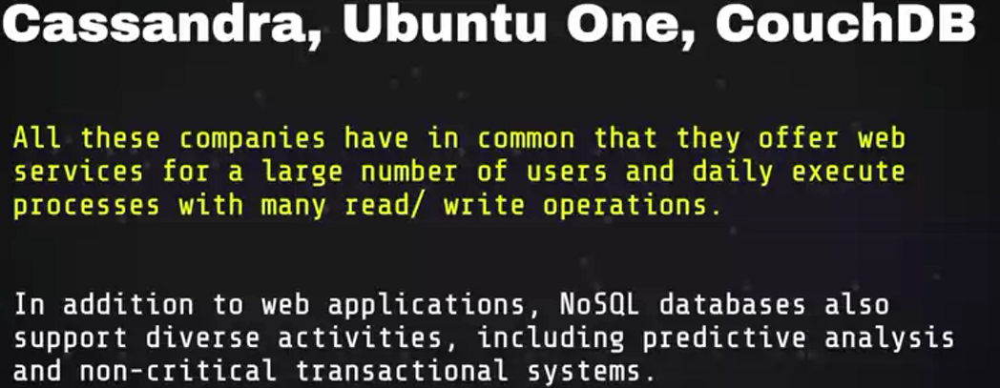 Cassandra, Ubuntu One, CouchDB
All these companies have in common that they offer web
services for a large number of users and daily execute
processes with many read/ write operations.
In addition to web applications, NoSQL databases also
support diverse activities, including predictive analysis
and non-critical transactional systems.